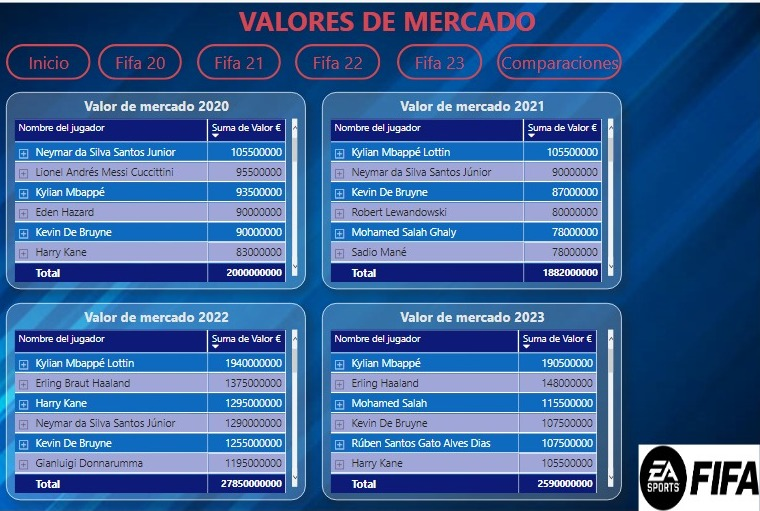 VALORES DE MERCADO
Inicio
Fifa 20
Fifa 21
Fifa 22
Fifa 23
Comparaciones
Valor de mercado 2020
Nombre del jugador Suma de Valor €
Neymar da Silva Santos Junior 105500000
Lionel Andrés Messi Cuccittini 95500000
Kylian Mbappé 93500000
Eden Hazard 90000000
Kevin De Bruyne 90000000
Harry Kane 83000000
Total 2000000000
Valor de mercado 2021
Nombre del jugador Suma de Valor €
Kylian Mbappé Lottin 105500000
Neymar da Silva Santos Júnior 90000000
Kevin De Bruyne 87000000
Robert Lewandowski 80000000
Mohamed Salah Ghaly 78000000
Sadio Mané 78000000
Total 1882000000
Valor de mercado 2022
Nombre del jugador Suma de Valor €
Kylian Mbappé Lottin 1940000000
Erling Braut Haaland 1375000000
Harry Kane 1295000000
Neymar da Silva Santos Júnior 1290000000
Kevin De Bruyne 1255000000
Gianluigi Donnarumma 1195000000
Total 27850000000
Valor de mercado 2023
Nombre del jugador Suma de Valor €
Kylian Mbappé 190500000
Erling Haaland 148000000
Mohamed Salah 115500000
Kevin De Bruyne 107500000
Rúben Santos Gato Alves Dias 107500000
Harry Kane 105500000
Total 2590000000
EA SPORTS FIFA